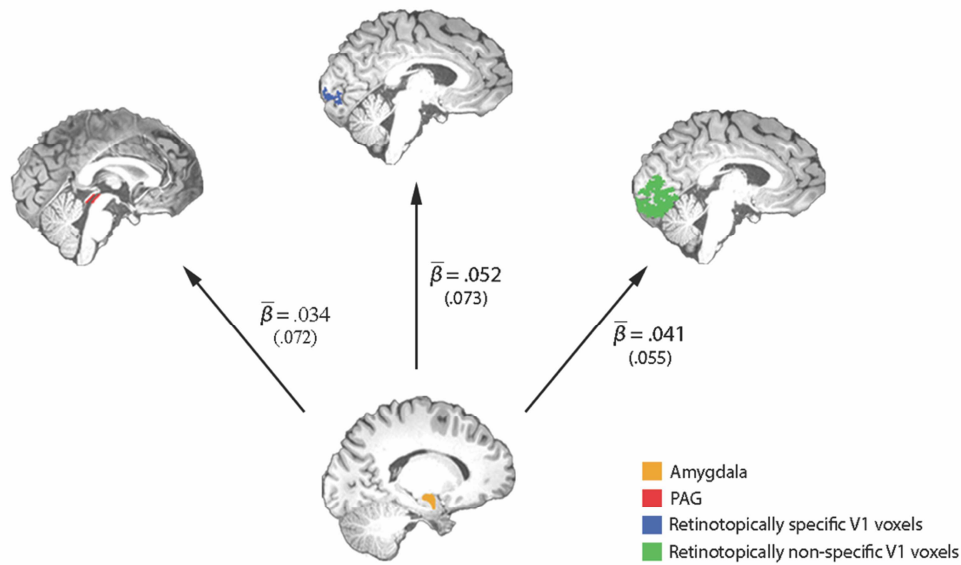 β̅ = .052
(.073)
β̅ = .034
(.072)
β̅ = .041
(.055)
Amygdala
PAG
Retinotopically specific V1 voxels
Retinotopically non-specific V1 voxels